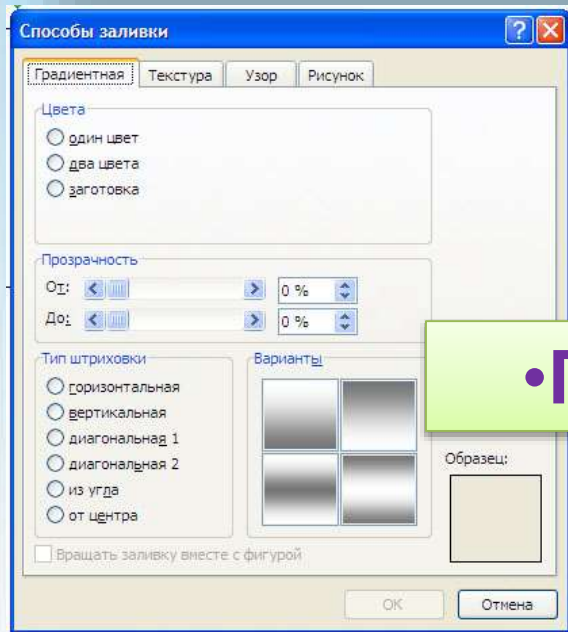 Способы заливки
Градиентная Текстура Узор Рисунок
Цвета
один цвет
два цвета
заготовка
Прозрачность
От: 0 %
До: 0 %
Тип штриховки
горизонтальная
вертикальная
диагональная 1
диагональная 2
из угла
от центра
Варианты
Образец:
Вращать заливку вместе с фигурой
ОК Отмена